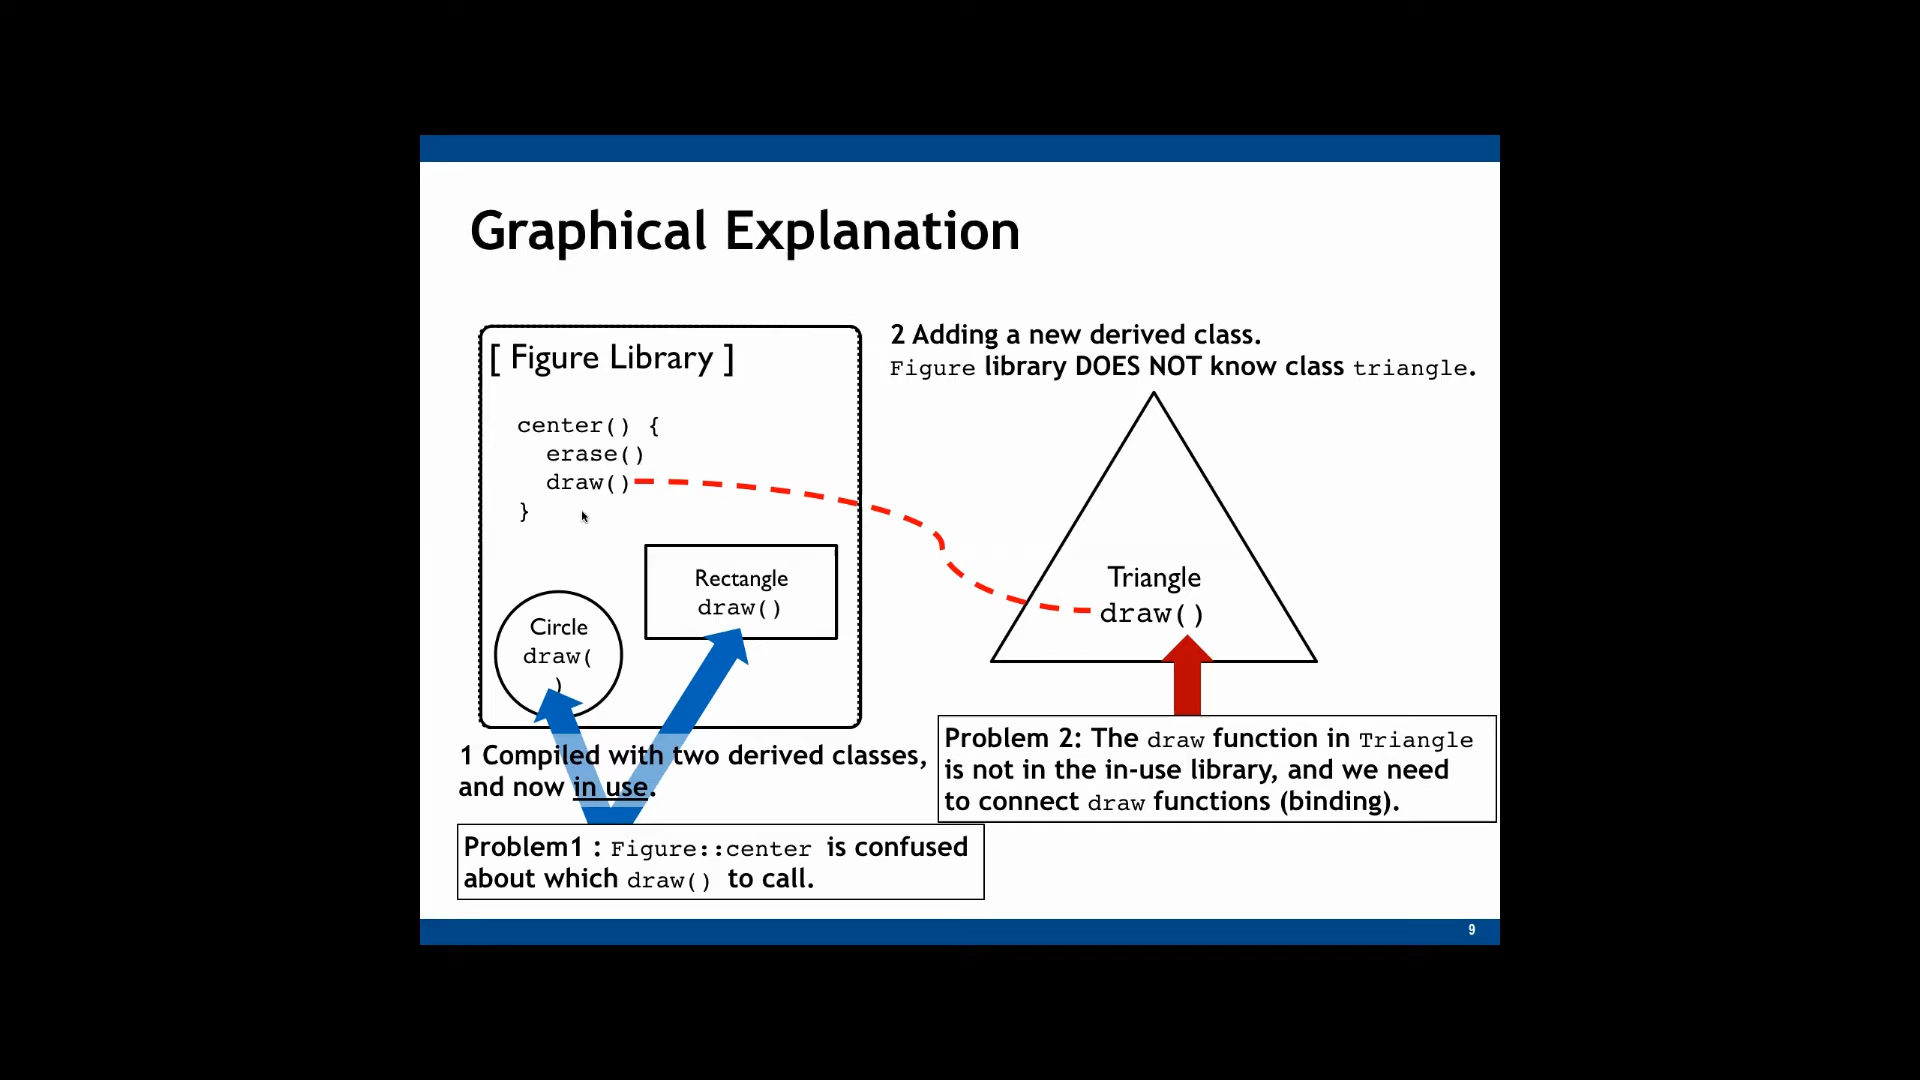 Graphical Explanation
[ Figure Library ]
center() {
erase()
draw()
}
Rectangle
draw()
Circle
draw(
)
1 Compiled with two derived classes,
and now in use.
Problem1 : Figure::center is confused
about which draw() to call.
2 Adding a new derived class.
Figure library DOES NOT know class triangle.
Triangle
draw()
Problem 2: The draw function in Triangle
is not in the in-use library, and we need
to connect draw functions (binding).
9